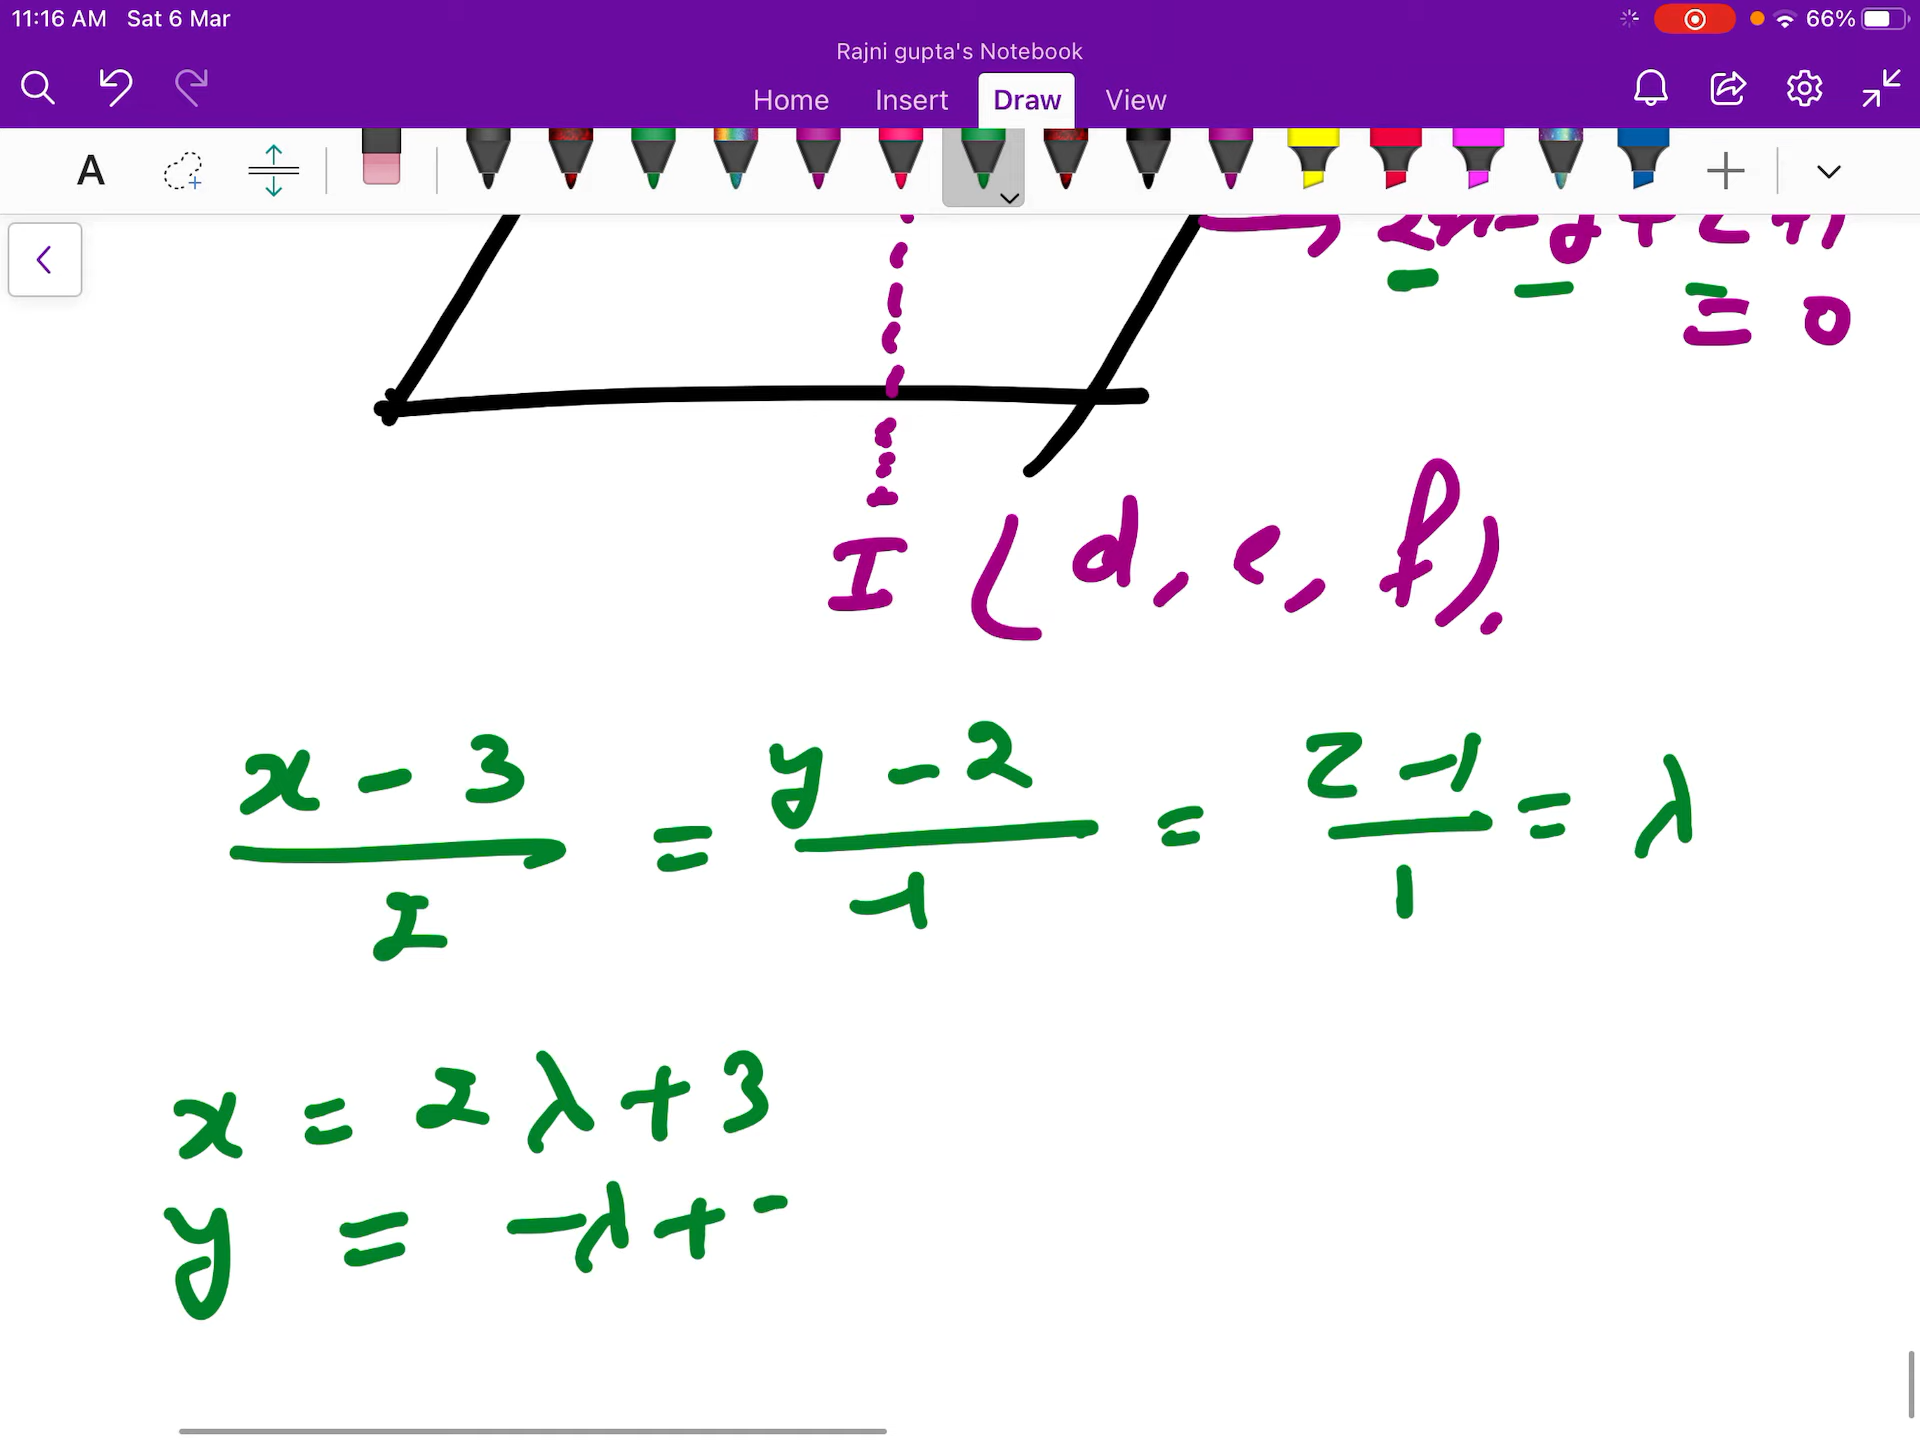 11:16 AM Sat 6 Mar 66%
Rajni gupta's Notebook
Home Insert Draw View
A
= 0
I (d, e, f).
x - 3 / 2 = y - 2 / -1 = z - 1 / 1 = λ
x = 2λ + 3
y = -λ +